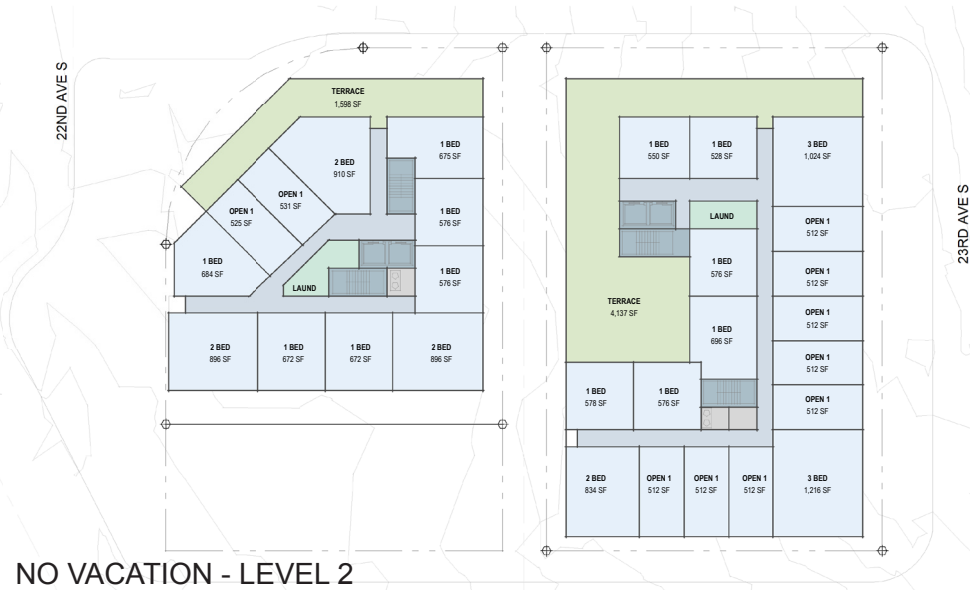 22ND AVE S
TERRACE
1,598 SF
2 BED
910 SF
1 BED
675 SF
OPEN 1
531 SF
OPEN 1
525 SF
1 BED
576 SF
1 BED
684 SF
1 BED
576 SF
LAUND
2 BED
896 SF
1 BED
672 SF
1 BED
672 SF
2 BED
896 SF
1 BED
550 SF
1 BED
528 SF
3 BED
1,024 SF
LAUND
OPEN 1
512 SF
1 BED
576 SF
OPEN 1
512 SF
TERRACE
4,137 SF
OPEN 1
512 SF
1 BED
696 SF
OPEN 1
512 SF
1 BED
578 SF
1 BED
576 SF
OPEN 1
512 SF
2 BED
834 SF
OPEN 1
512 SF
OPEN 1
512 SF
OPEN 1
512 SF
3 BED
1,216 SF
23RD AVE S
NO VACATION - LEVEL 2